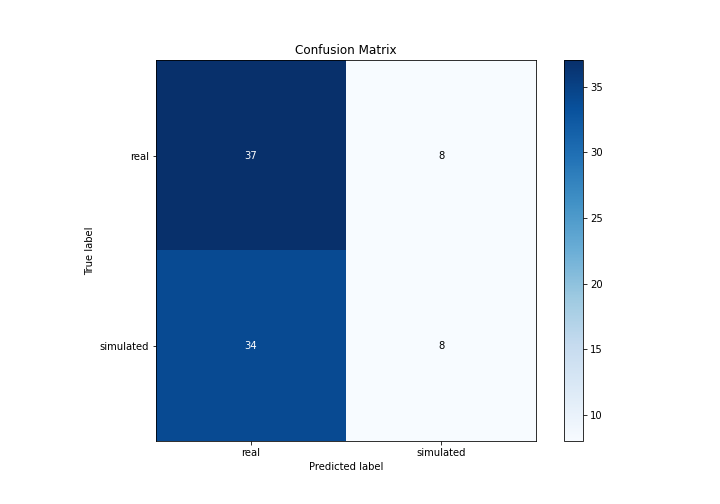 Confusion Matrix
True label
real
simulated
37
8
34
8
real
simulated
Predicted label
35
30
25
20
15
10